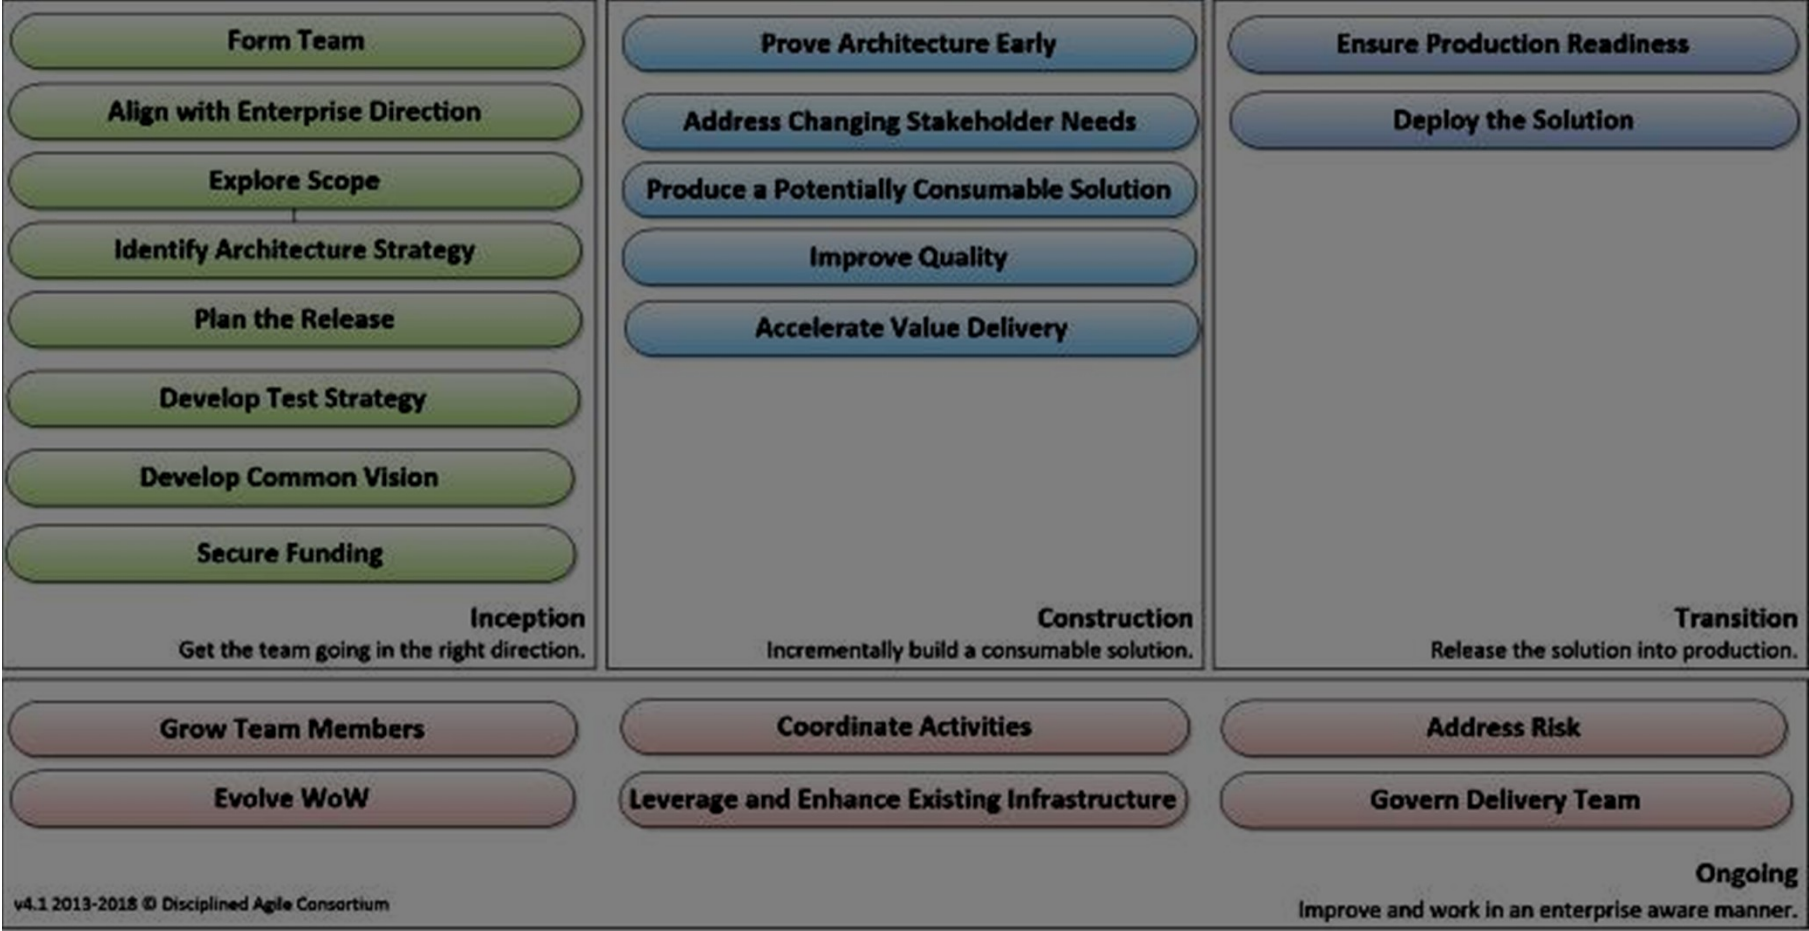 Form Team
Align with Enterprise Direction
Explore Scope
Identify Architecture Strategy
Plan the Release
Develop Test Strategy
Develop Common Vision
Secure Funding
Inception
Get the team going in the right direction.
Prove Architecture Early
Address Changing Stakeholder Needs
Produce a Potentially Consumable Solution
Improve Quality
Accelerate Value Delivery
Construction
Incrementally build a consumable solution.
Ensure Production Readiness
Deploy the Solution
Transition
Release the solution into production.
Grow Team Members
Evolve WoW
Coordinate Activities
Leverage and Enhance Existing Infrastructure
Address Risk
Govern Delivery Team
Ongoing
Improve and work in an enterprise aware manner.
v4.1 2013-2018 © Disciplined Agile Consortium